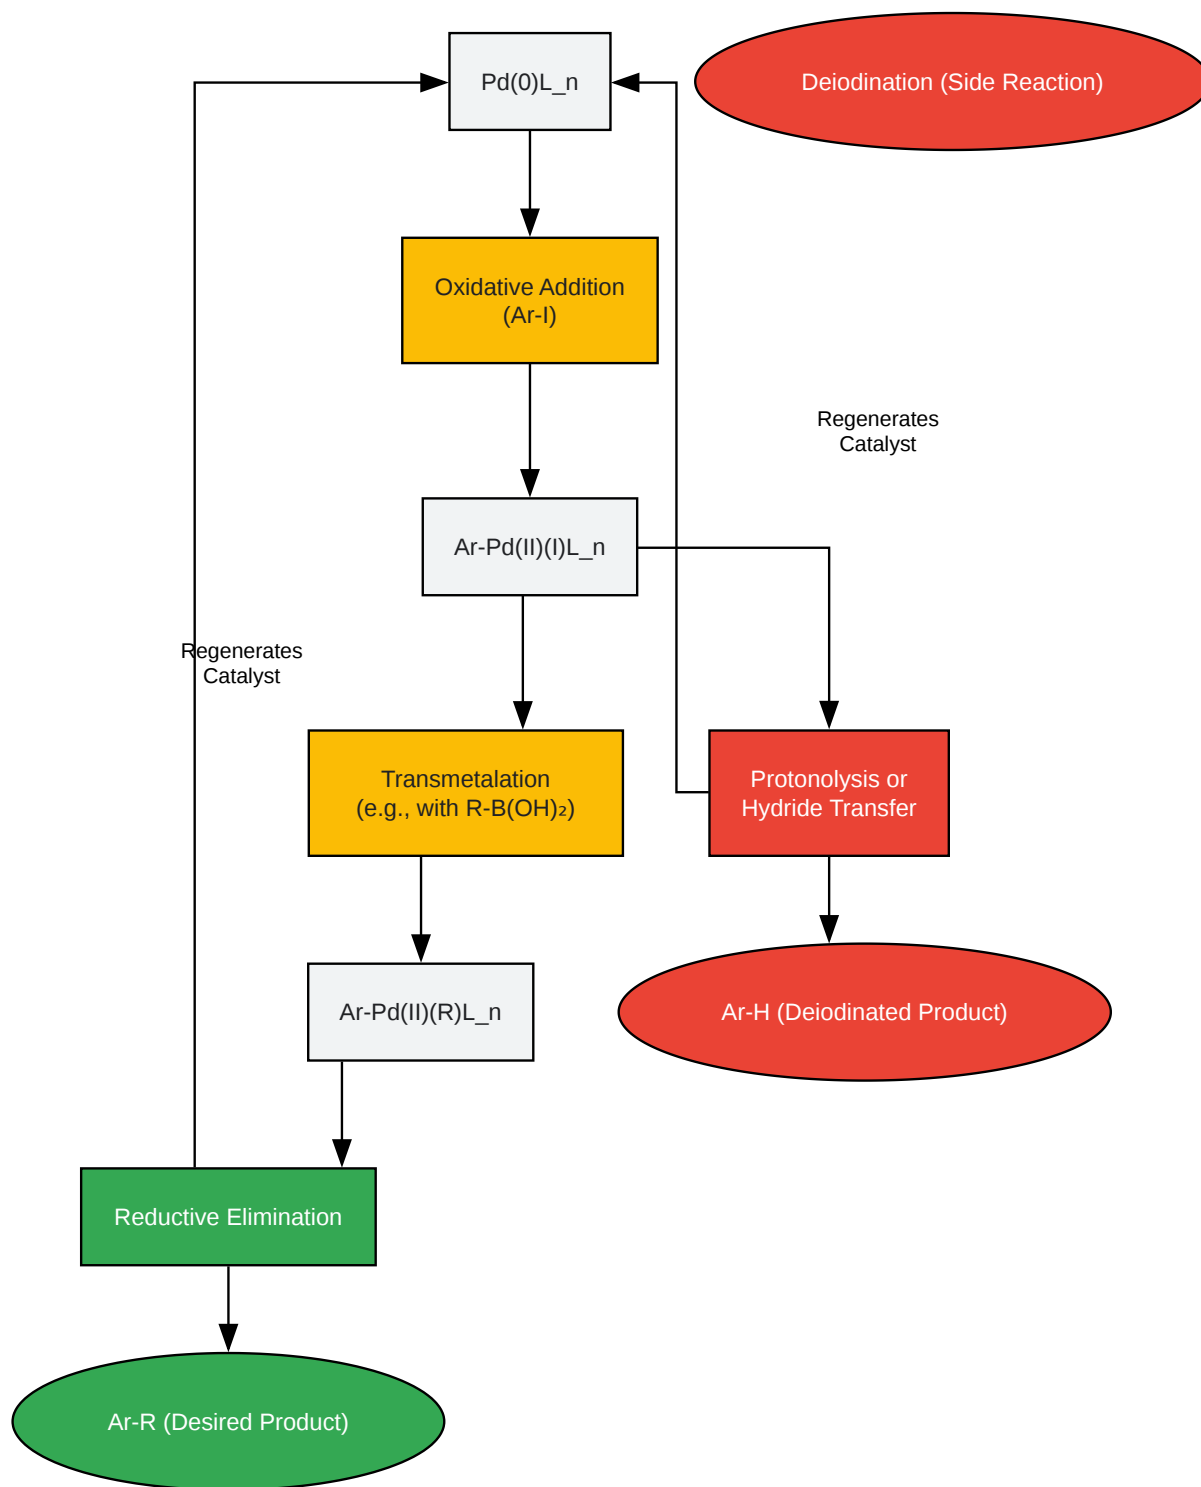 Pd(0)L_n
Deiodination (Side Reaction)
Oxidative Addition
(Ar-I)
Regenerates
Catalyst
Ar-Pd(II)(I)L_n
Regenerates
Catalyst
Transmetalation
(e.g., with R-B(OH)₂)
Protonolysis or
Hydride Transfer
Ar-Pd(II)(R)L_n
Ar-H (Deiodinated Product)
Reductive Elimination
Ar-R (Desired Product)